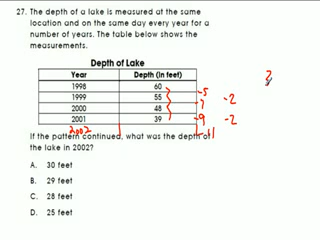 27. The depth of a lake is measured at the same
location and on the same day every year for a
number of years. The table below shows the
measurements.
Depth of Lake
Year Depth (in feet)
1998 60
1999 55
2000 48
2001 39
2002
-5
-7 -2
-9 -2
-11
?
If the pattern continued, what was the depth of
the lake in 2002?
A. 30 feet
B. 29 feet
C. 28 feet
D. 25 feet